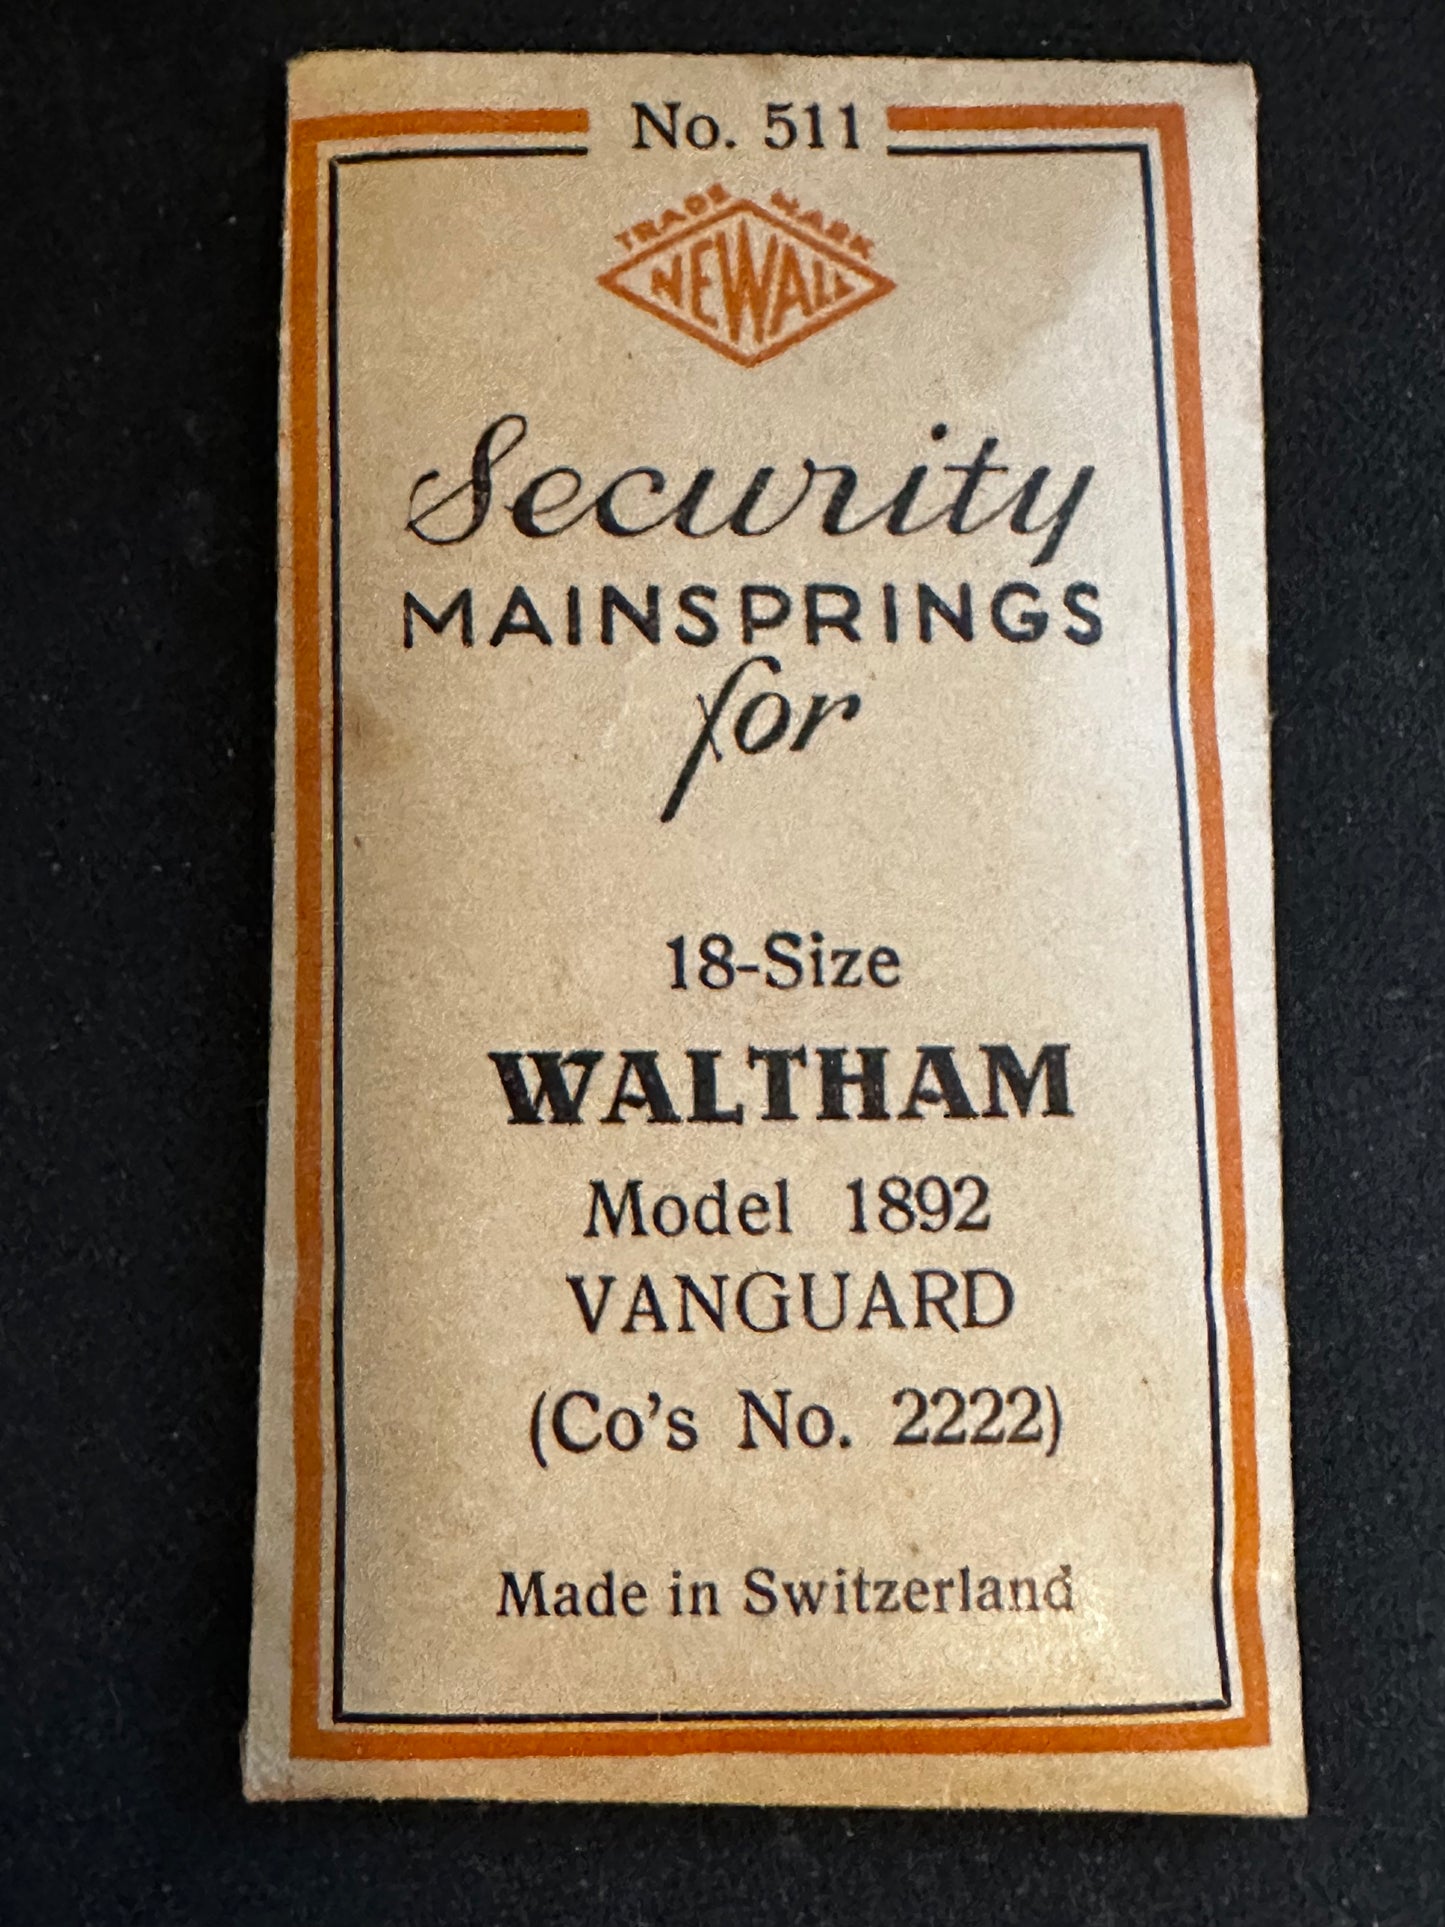 No. 511
TRADE MARK
NEWALL
Security
MAINSPRINGS
for
18-Size
WALTHAM
Model 1892
VANGUARD
(Co's No. 2222)
Made in Switzerland